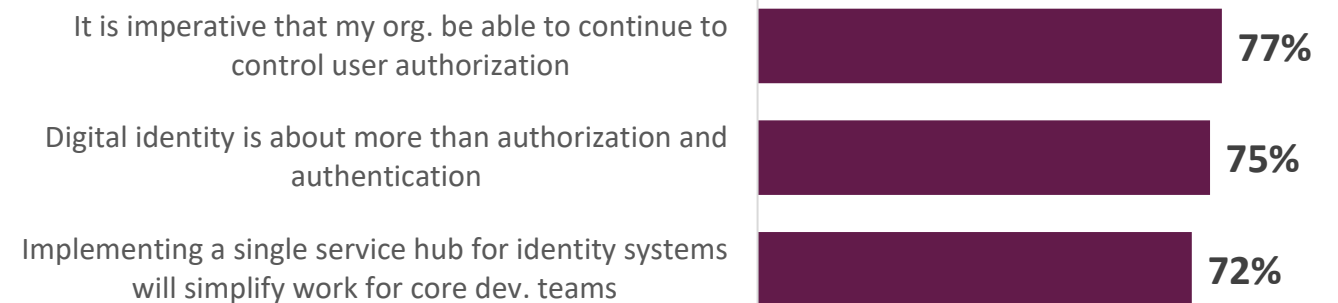 It is imperative that my org. be able to continue to
control user authorization
77%
Digital identity is about more than authorization and
authentication
75%
Implementing a single service hub for identity systems
will simplify work for core dev. teams
72%